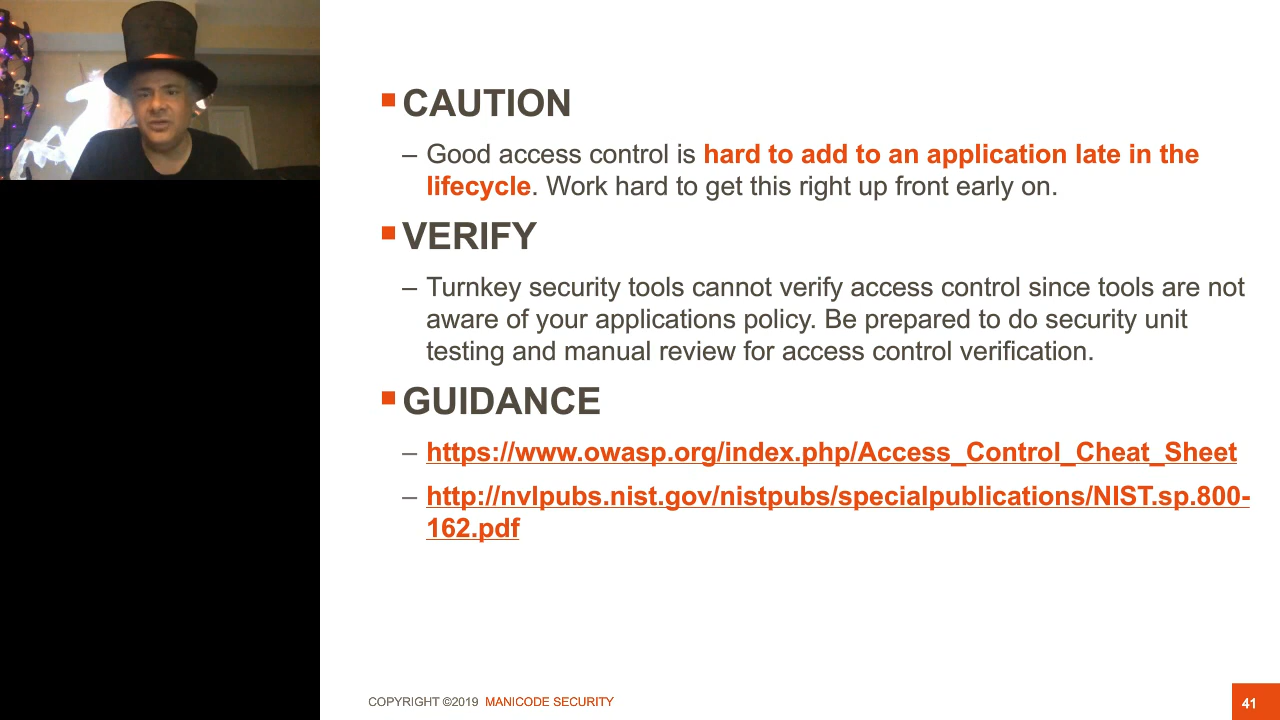 CAUTION
– Good access control is hard to add to an application late in the
lifecycle. Work hard to get this right up front early on.
VERIFY
– Turnkey security tools cannot verify access control since tools are not
aware of your applications policy. Be prepared to do security unit
testing and manual review for access control verification.
GUIDANCE
– https://www.owasp.org/index.php/Access_Control_Cheat_Sheet
– http://nvlpubs.nist.gov/nistpubs/specialpublications/NIST.sp.800-
162.pdf
COPYRIGHT ©2019 MANICODE SECURITY
41